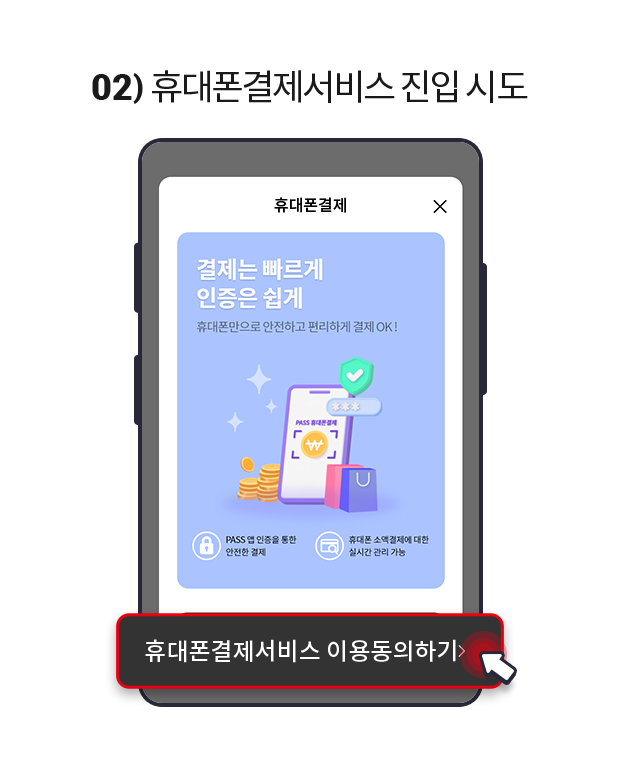 02) 휴대폰결제서비스 진입 시도
휴대폰결제
결제는 빠르게
인증은 쉽게
휴대폰만으로 안전하고 편리하게 결제 OK !
***
PASS 휴대폰결제
₩
PASS 앱 인증을 통한
안전한 결제
휴대폰 소액결제에 대한
실시간 관리 가능
휴대폰결제서비스 이용동의하기>